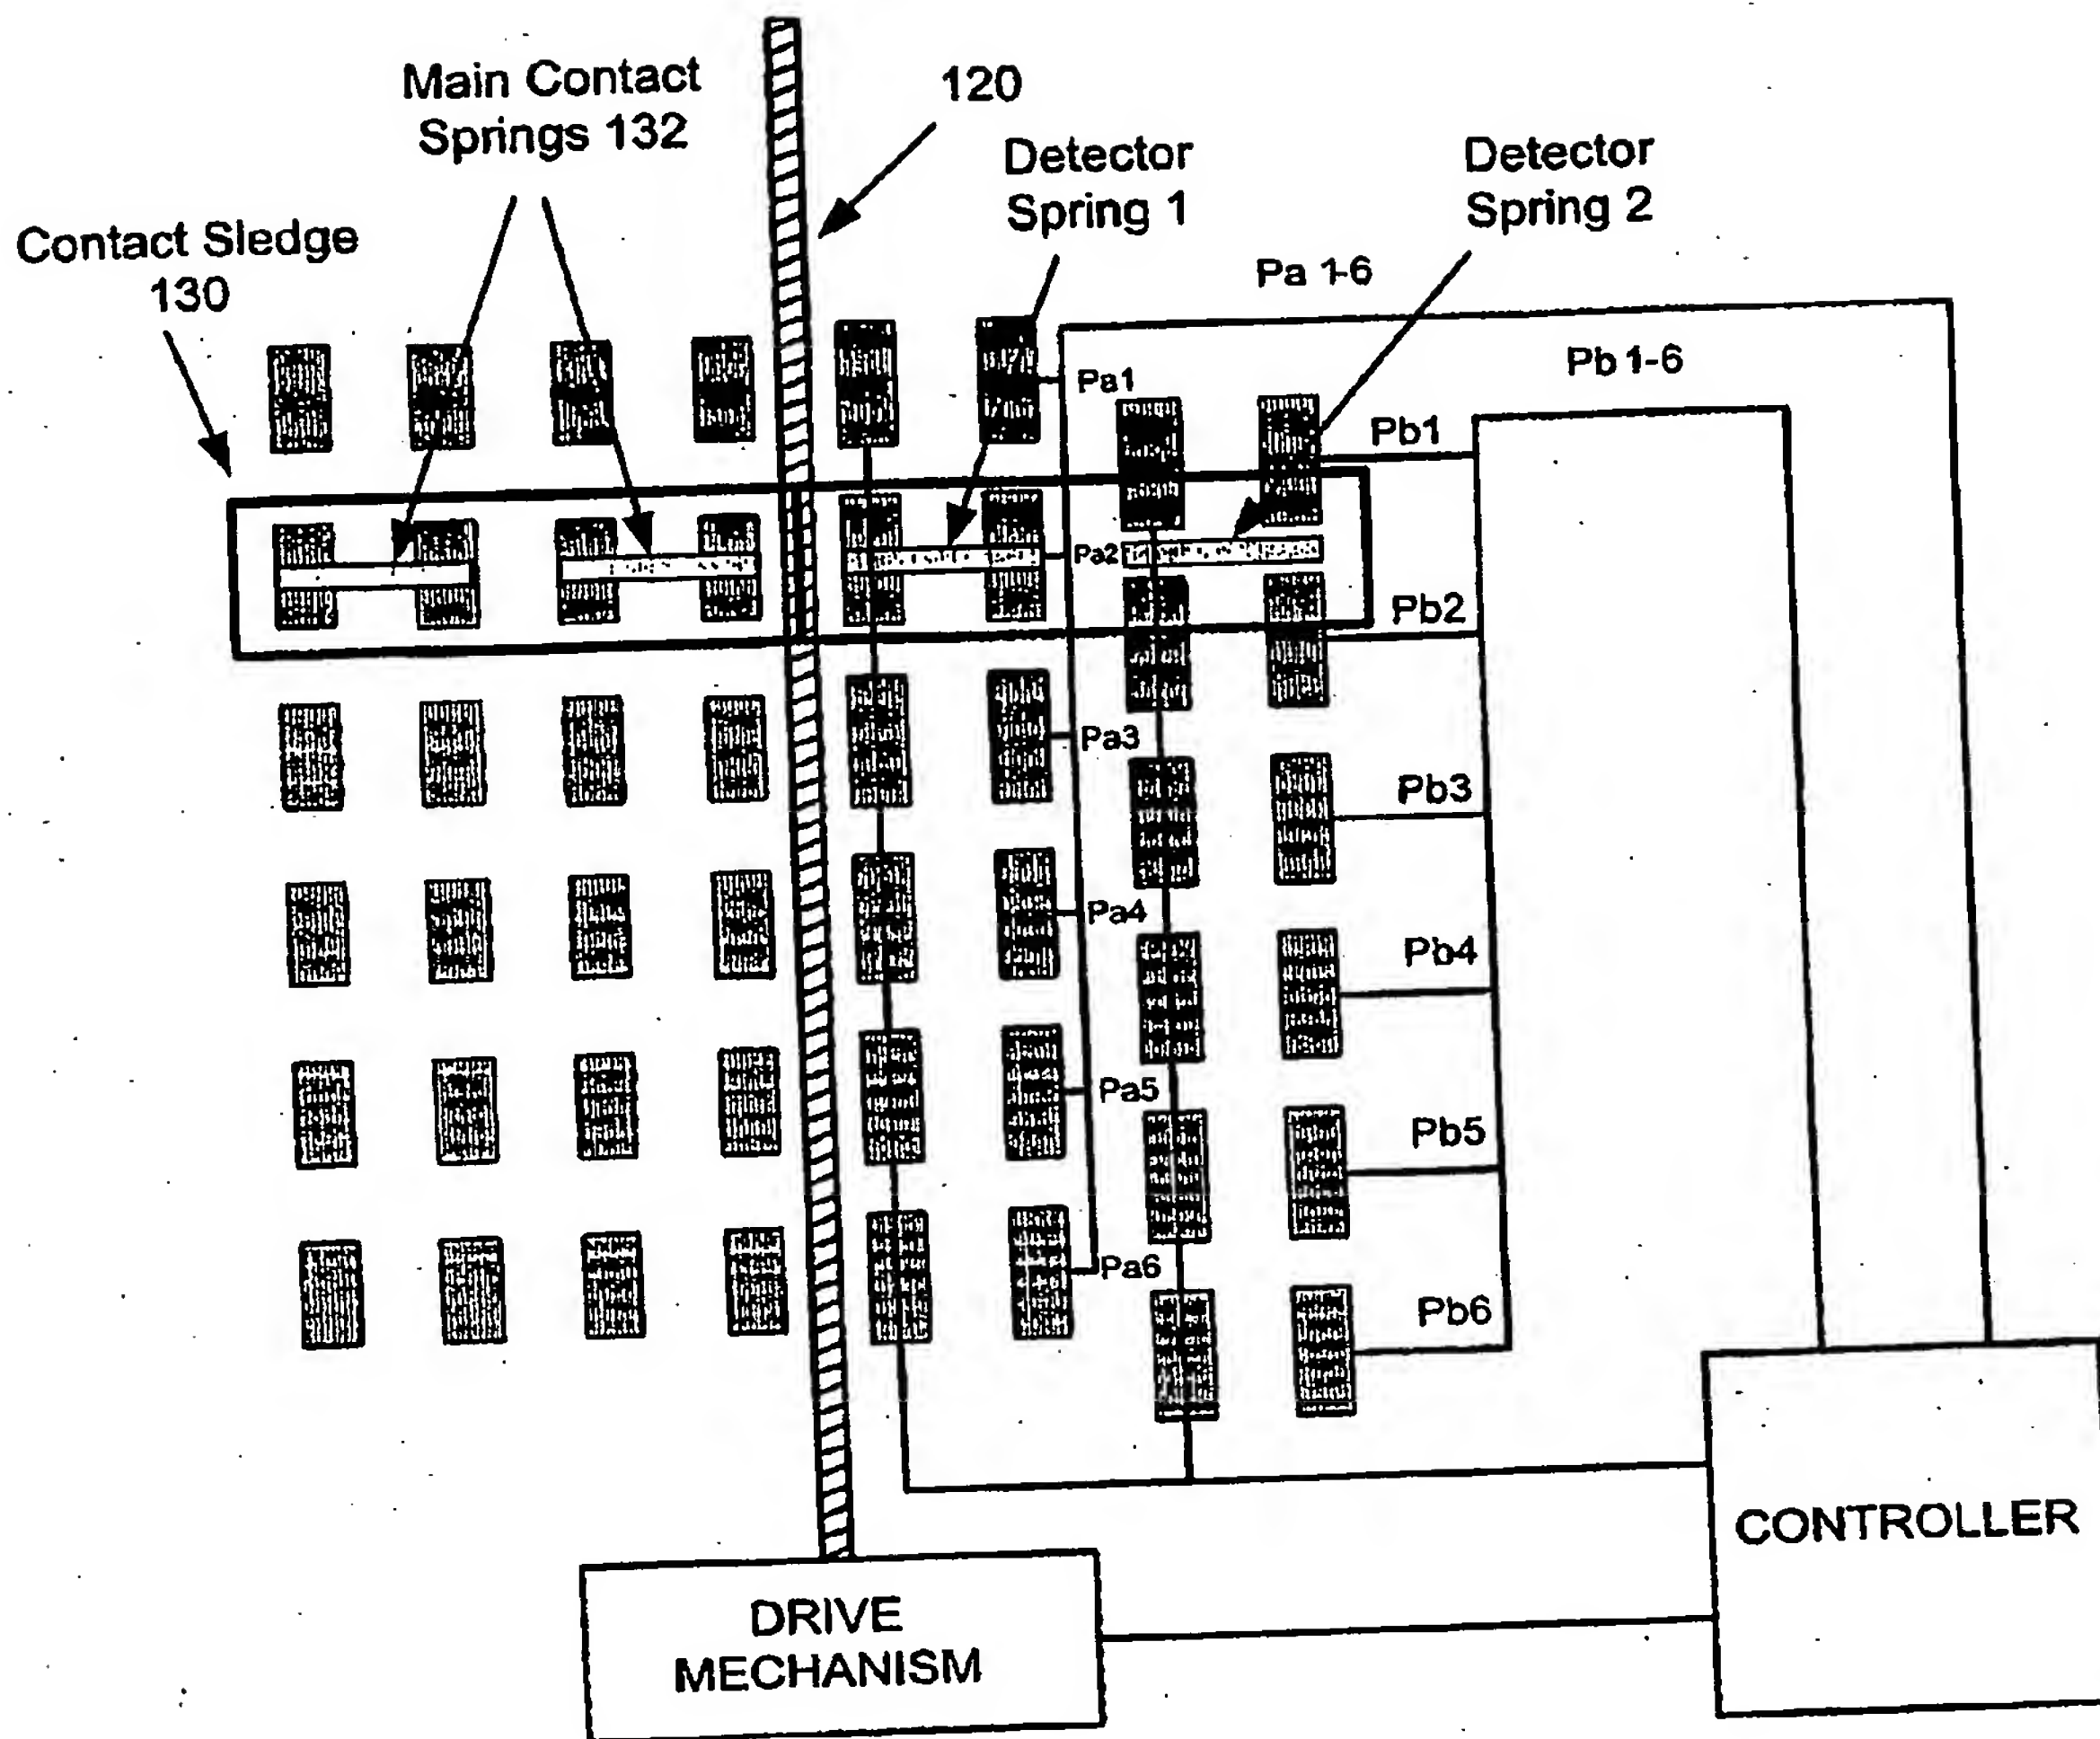 Main Contact
Springs 132
120
Detector
Spring 1
Detector
Spring 2
Contact Sledge
130
Pa 1-6
Pb 1-6
Pa1
Pb1
Pa2
Pb2
Pa3
Pb3
Pa4
Pb4
Pa5
Pb5
Pa6
Pb6
CONTROLLER
DRIVE
MECHANISM